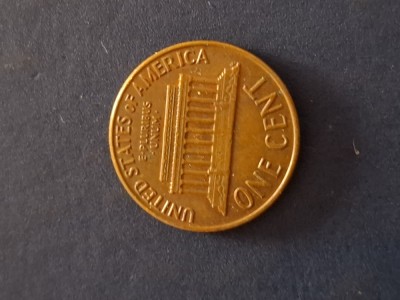 UNITED STATES OF AMERICA
E PLURIBUS
UNUM
ONE CENT